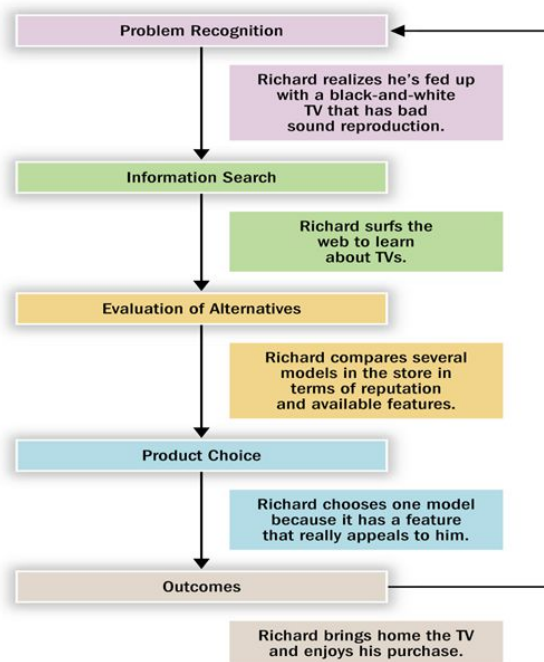 Problem Recognition
Richard realizes he's fed up
with a black-and-white
TV that has bad
sound reproduction.
Information Search
Richard surfs the
web to learn
about TVs.
Evaluation of Alternatives
Richard compares several
models in the store in
terms of reputation
and available features.
Product Choice
Richard chooses one model
because it has a feature
that really appeals to him.
Outcomes
Richard brings home the TV
and enjoys his purchase.